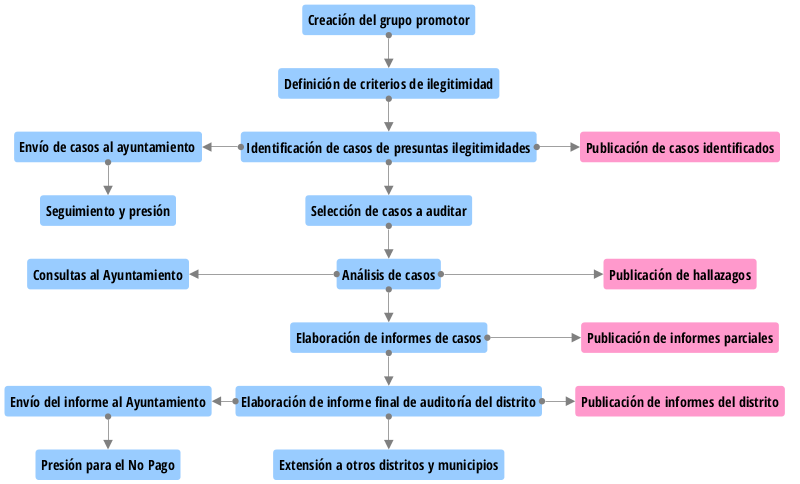 Creación del grupo promotor
Definición de criterios de ilegitimidad
Envío de casos al ayuntamiento
Identificación de casos de presuntas ilegitimidades
Publicación de casos identificados
Seguimiento y presión
Selección de casos a auditar
Consultas al Ayuntamiento
Análisis de casos
Publicación de hallazagos
Elaboración de informes de casos
Publicación de informes parciales
Envío del informe al Ayuntamiento
Elaboración de informe final de auditoría del distrito
Publicación de informes del distrito
Presión para el No Pago
Extensión a otros distritos y municipios